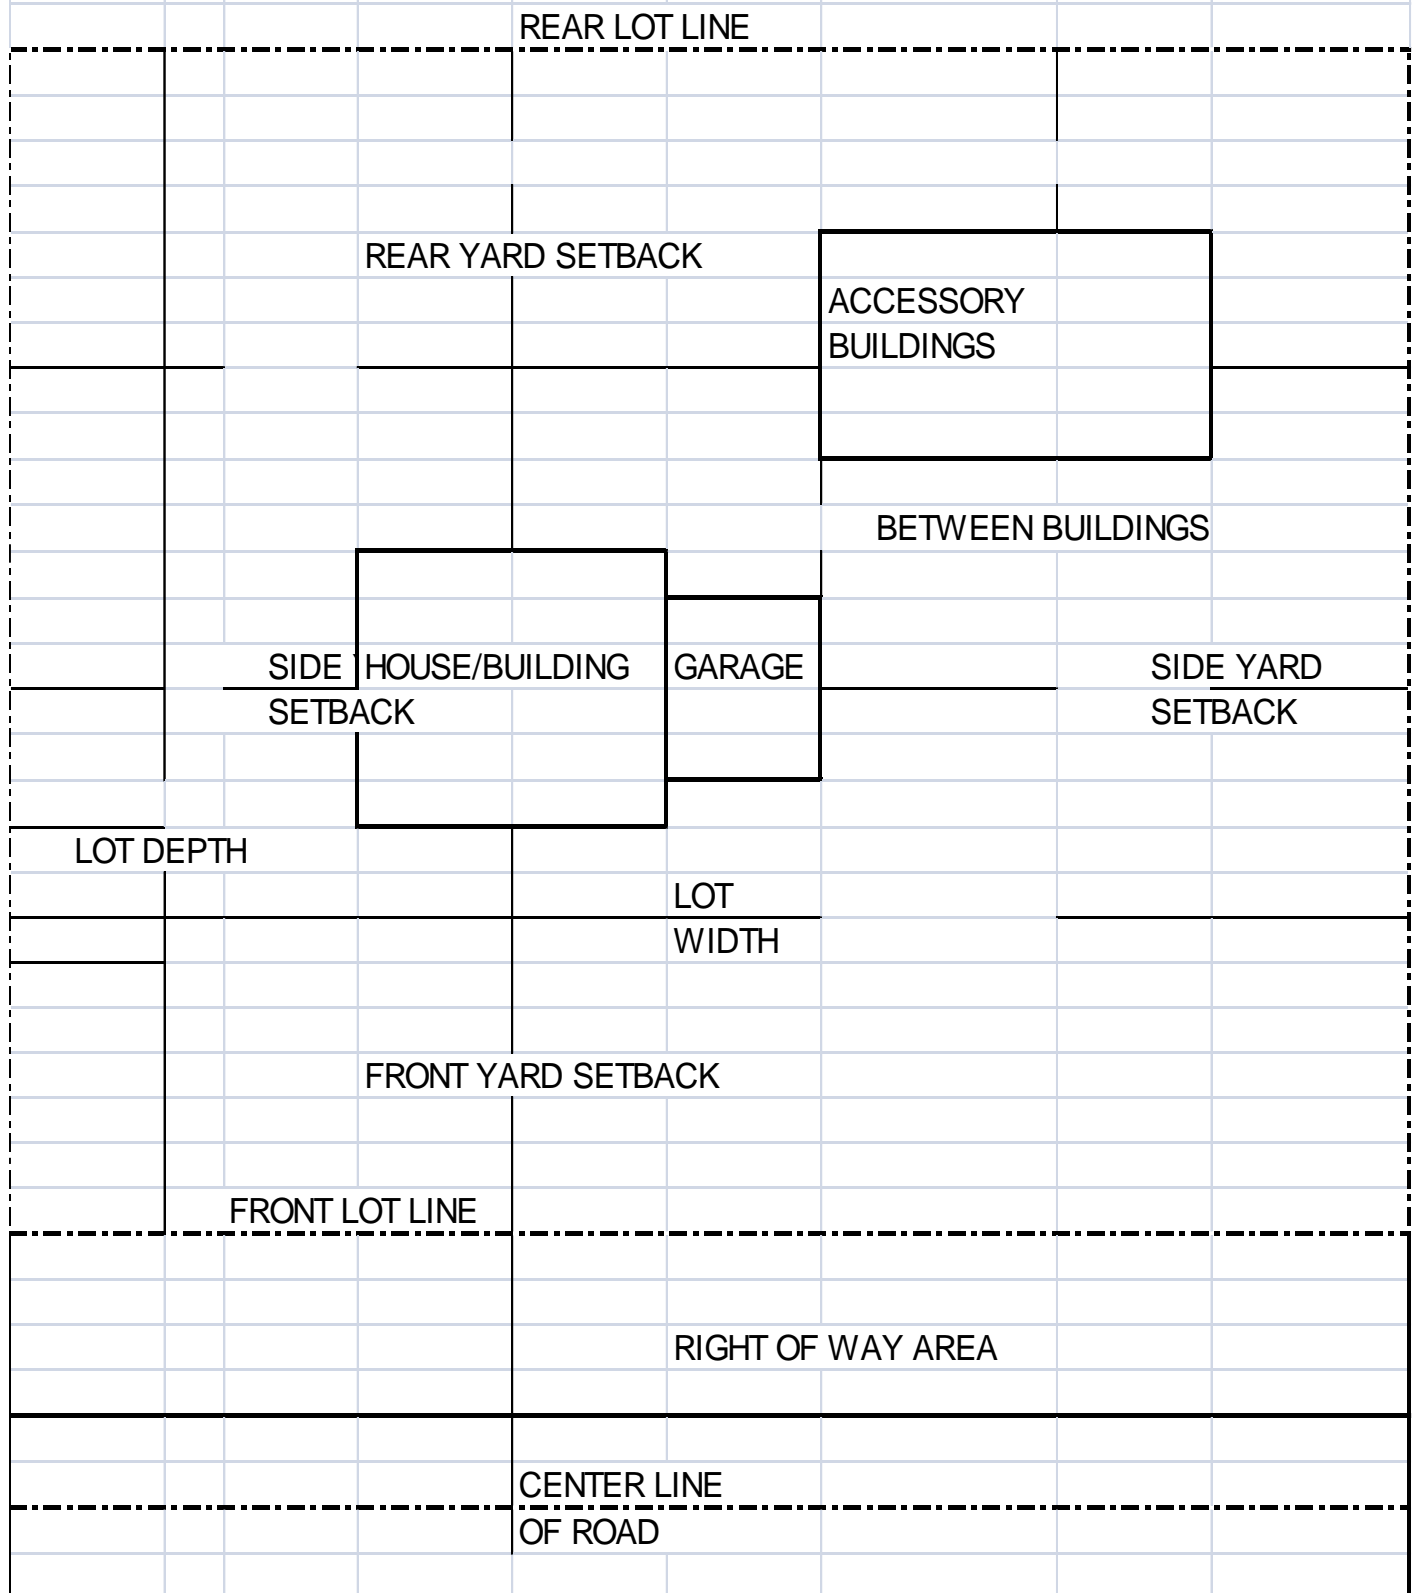 REAR LOT LINE
REAR YARD SETBACK
ACCESSORY
BUILDINGS
BETWEEN BUILDINGS
SIDE
HOUSE/BUILDING
GARAGE
SIDE YARD
SETBACK
SETBACK
LOT DEPTH
LOT
WIDTH
FRONT YARD SETBACK
FRONT LOT LINE
RIGHT OF WAY AREA
CENTER LINE
OF ROAD